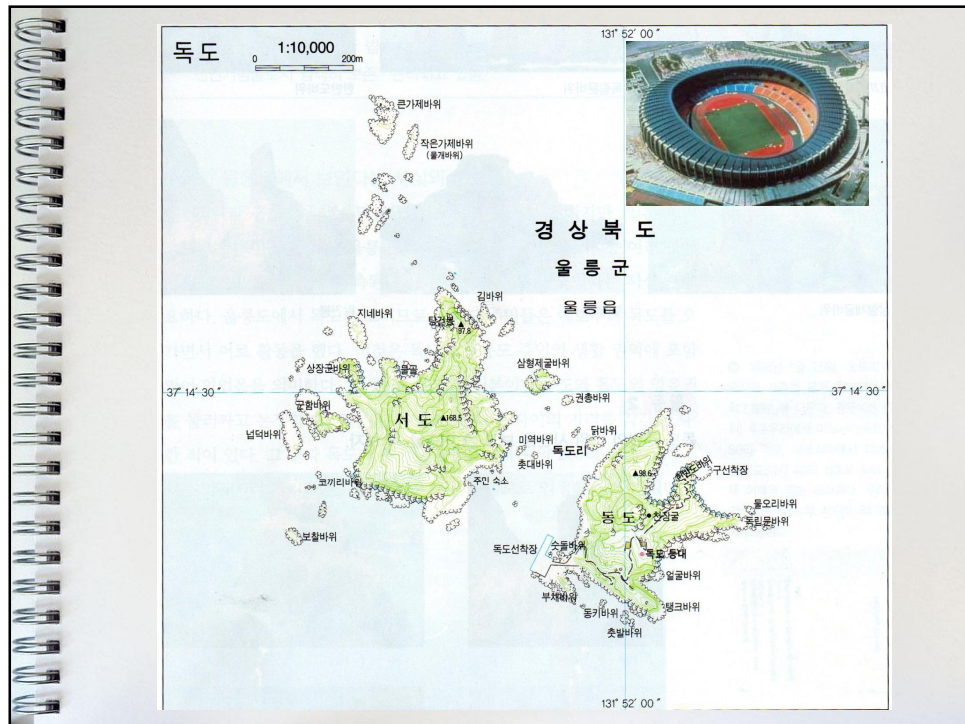 독도
1:10,000
0
200m
131° 52′ 00″
큰가제바위
작은가제바위
(물개바위)
경상북도
울릉군
울릉읍
김바위
지네바위
탕건봉
97.8
삼형제굴바위
상장군바위
물골
37° 14′ 30″
37° 14′ 30″
권총바위
군함바위
서도
168.5
닭바위
넙덕바위
미역바위
독도리
촛대바위
98.6
구선착장
코끼리바위
주민 숙소
물오리바위
동도
천장굴
독립문바위
보찰바위
숫돌바위
독도선착장
독도 등대
얼굴바위
부채바위
동키바위
탱크바위
춧발바위
131° 52′ 00″